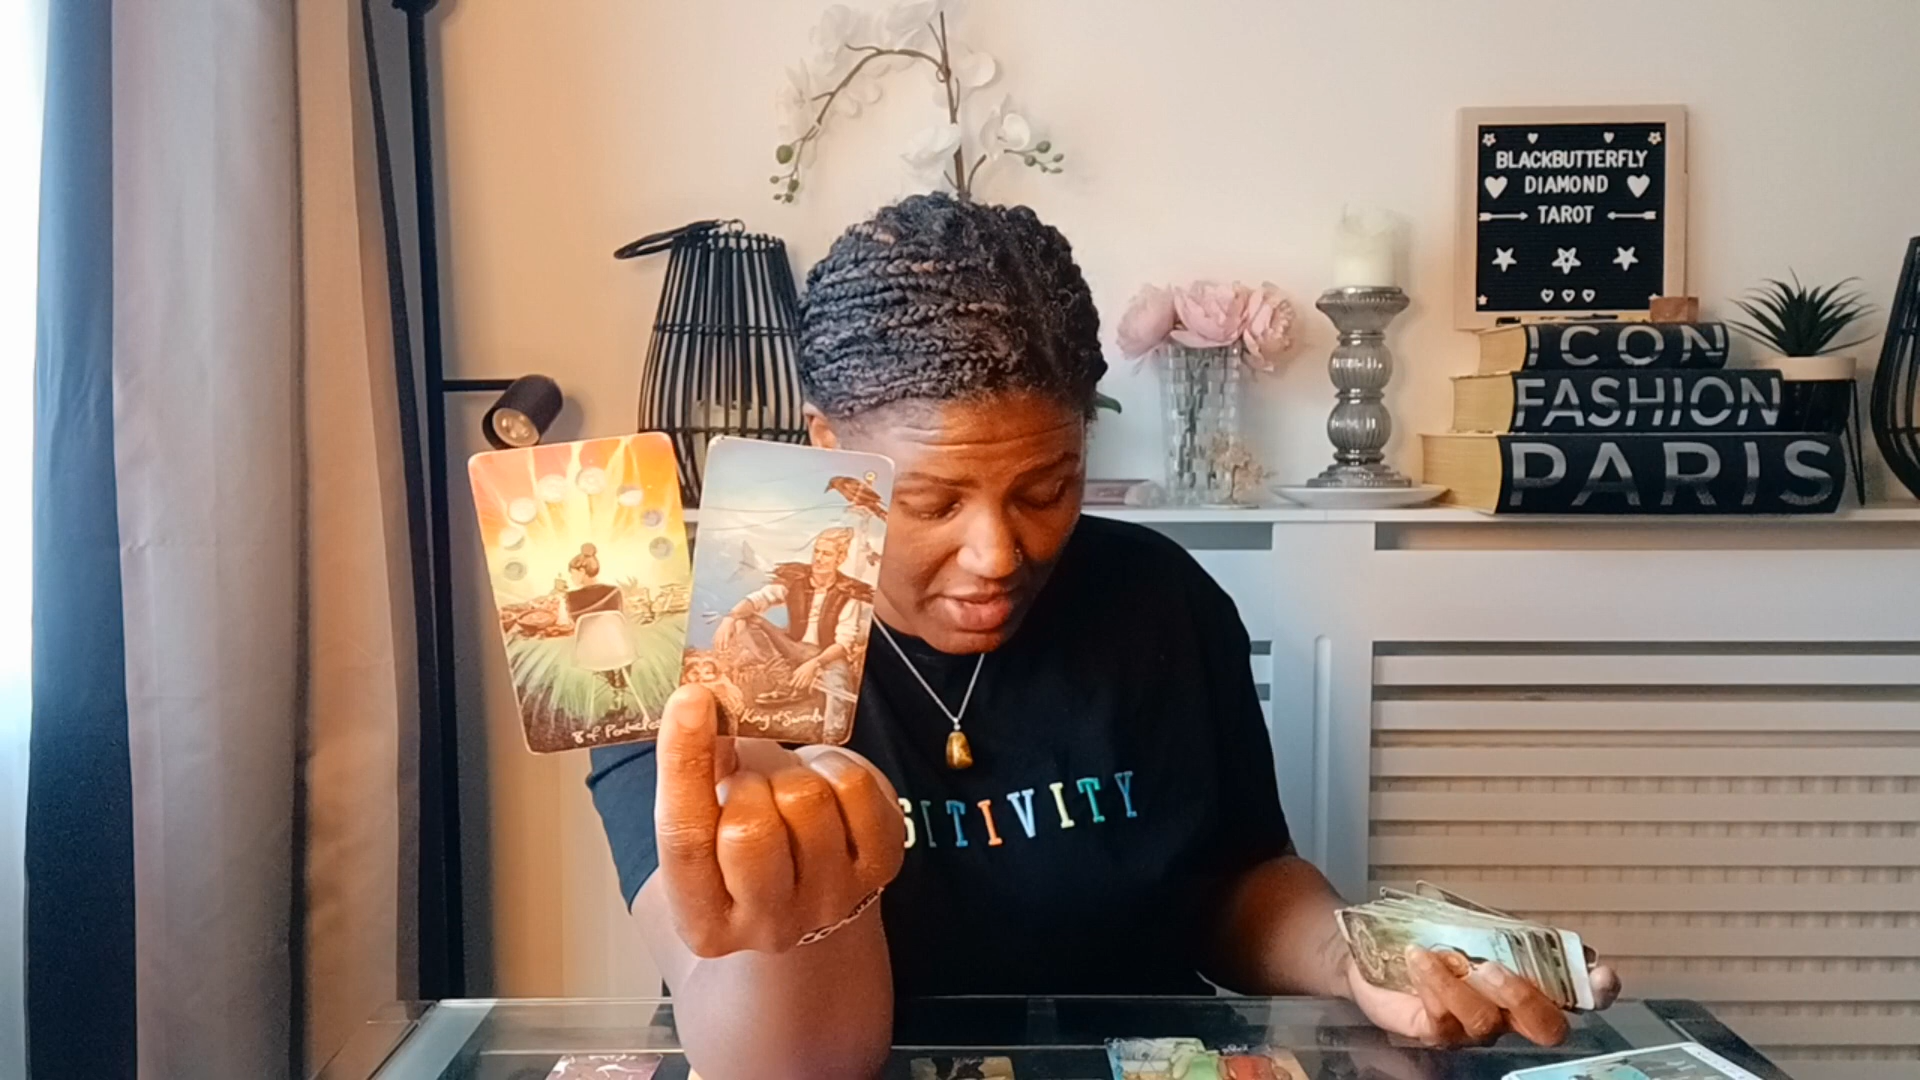 BLACKBUTTERFLY
DIAMOND
TAROT
ICON
FASHION
PARIS
8 of Pentacles
King of Swords
SITIVITY